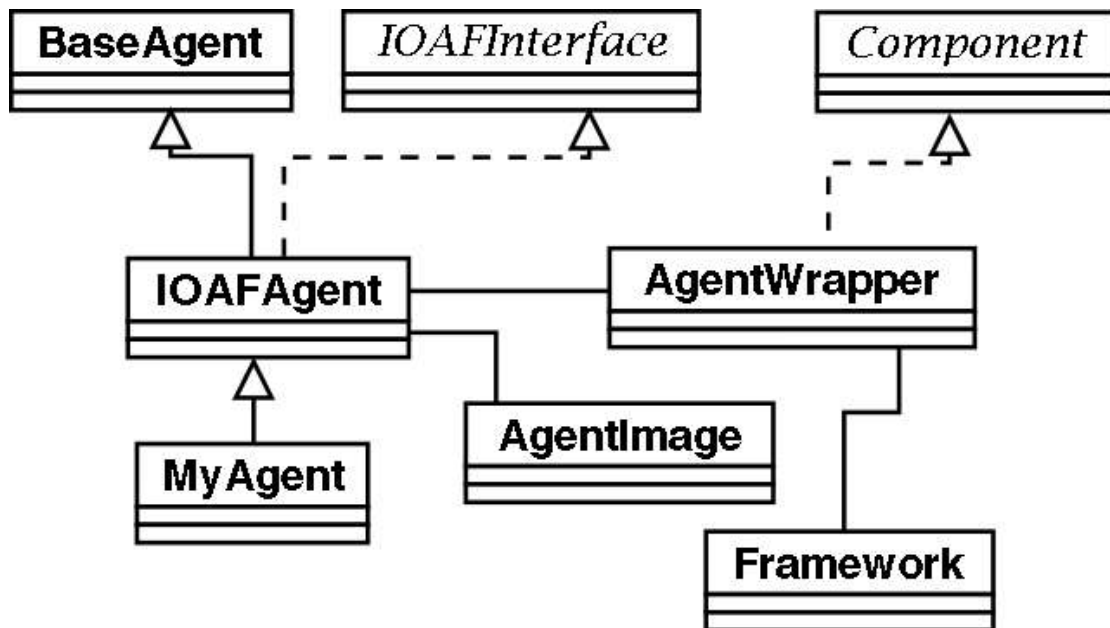 BaseAgent
IOAFInterface
Component
IOAFAgent
AgentWrapper
AgentImage
MyAgent
Framework